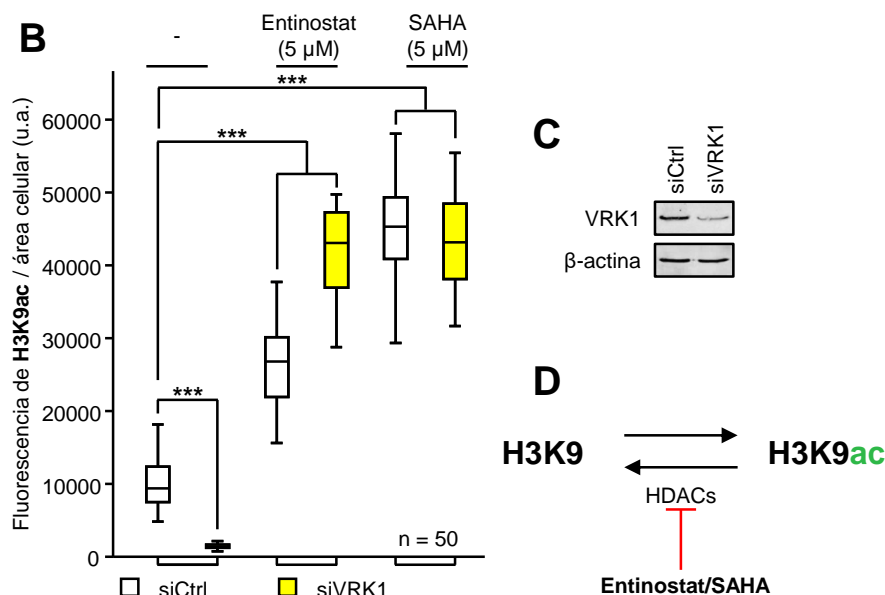 B
-
Entinostat
(5 µM)
SAHA
(5 µM)
Fluorescencia de H3K9ac / área celular (u.a.)
60000
50000
40000
30000
20000
10000
0
***
***
***
n = 50
siCtrl
siVRK1
C
siCtrl
siVRK1
VRK1
β-actina
D
H3K9
H3K9ac
HDACs
Entinostat/SAHA